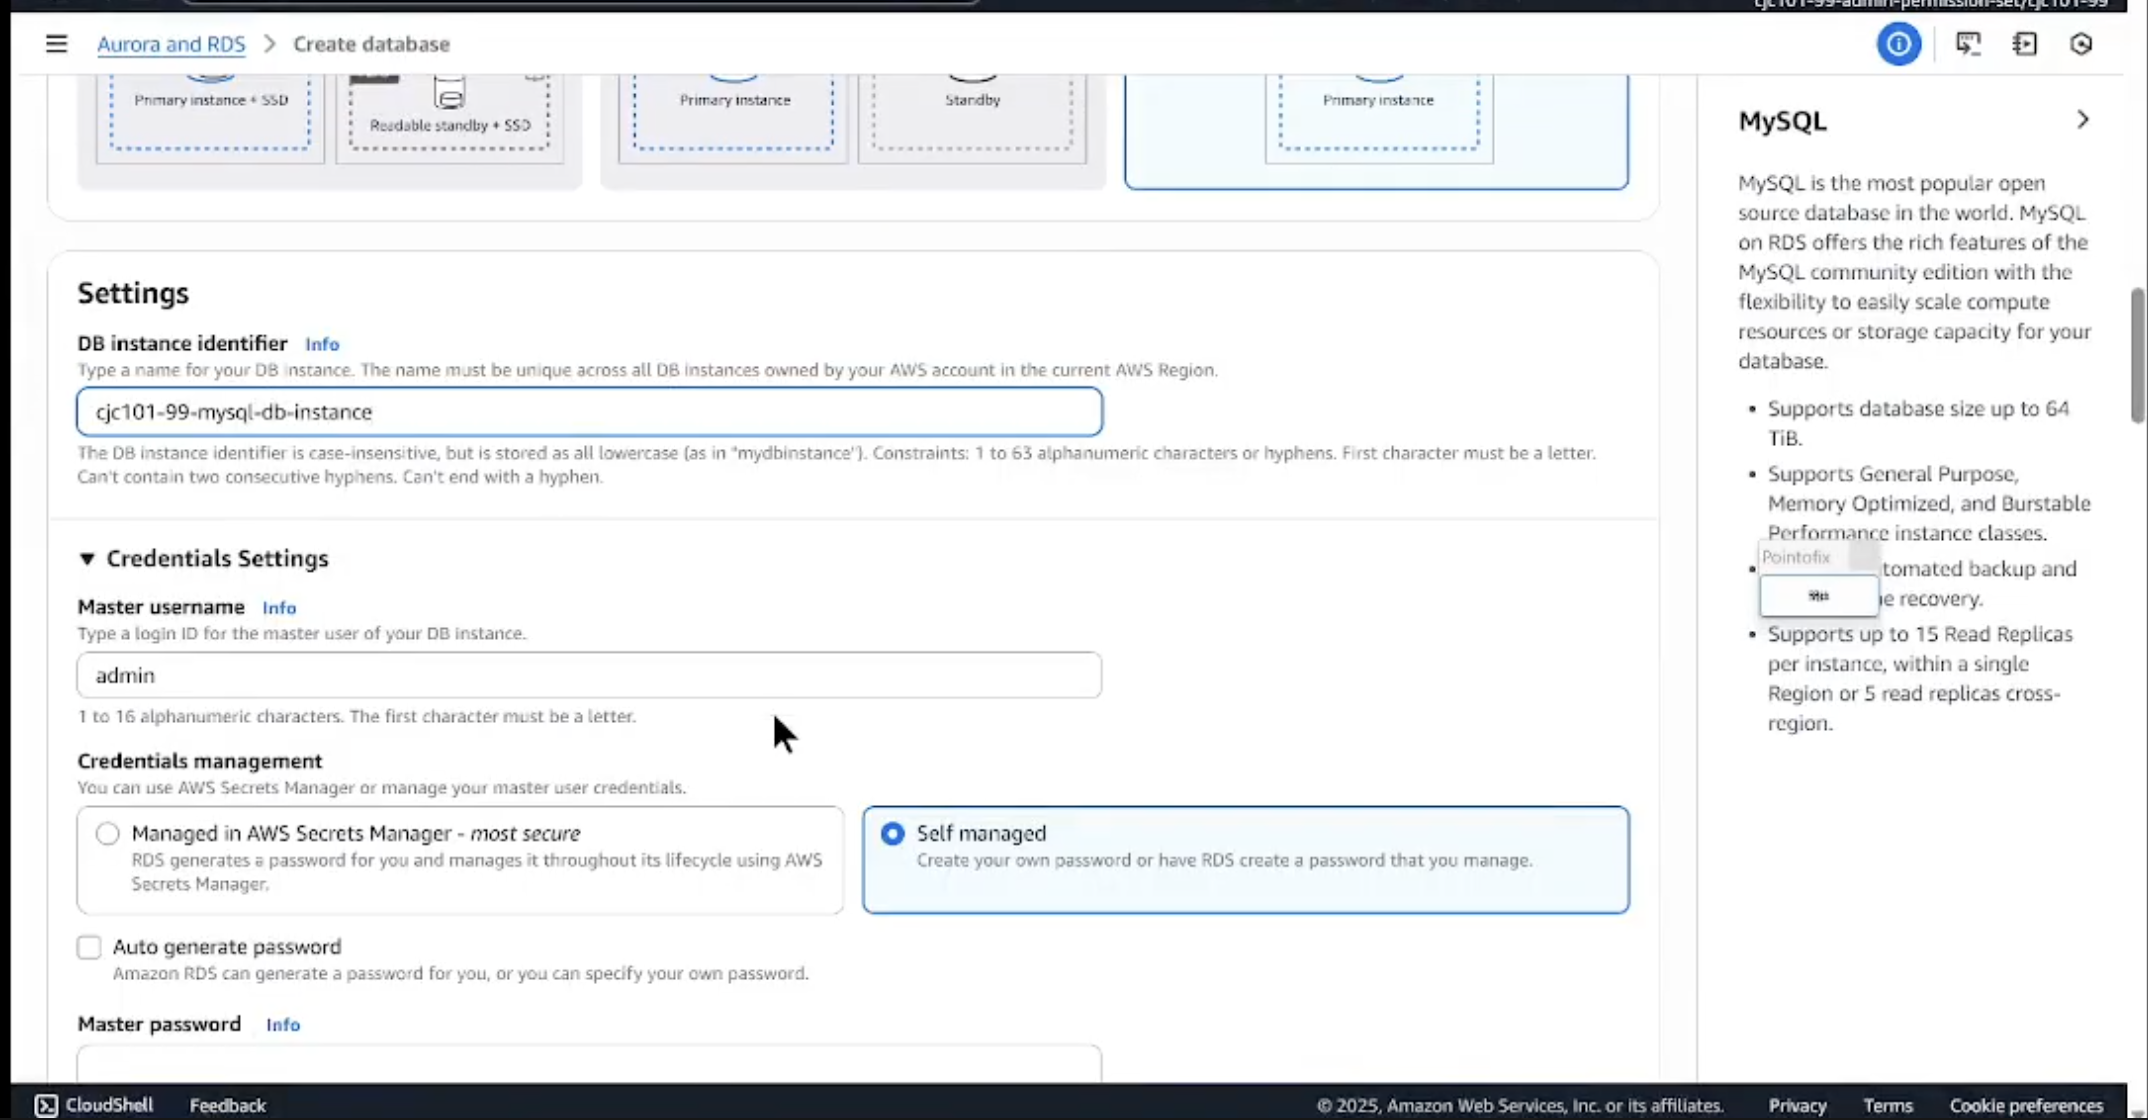 cjc101-99-admin-permission-set/cjc101-99
Aurora and RDS > Create database
Primary instance + SSD
Readable standby + SSD
Primary instance
Standby
Primary instance
Settings
DB instance identifier Info
Type a name for your DB instance. The name must be unique across all DB instances owned by your AWS account in the current AWS Region.
cjc101-99-mysql-db-instance
The DB instance identifier is case-insensitive, but is stored as all lowercase (as in "mydbinstance"). Constraints: 1 to 63 alphanumeric characters or hyphens. First character must be a letter.
Can't contain two consecutive hyphens. Can't end with a hyphen.
Credentials Settings
Master username Info
Type a login ID for the master user of your DB instance.
admin
1 to 16 alphanumeric characters. The first character must be a letter.
Credentials management
You can use AWS Secrets Manager or manage your master user credentials.
Managed in AWS Secrets Manager - most secure
RDS generates a password for you and manages it throughout its lifecycle using AWS
Secrets Manager.
Self managed
Create your own password or have RDS create a password that you manage.
Auto generate password
Amazon RDS can generate a password for you, or you can specify your own password.
Master password Info
MySQL
MySQL is the most popular open
source database in the world. MySQL
on RDS offers the rich features of the
MySQL community edition with the
flexibility to easily scale compute
resources or storage capacity for your
database.
• Supports database size up to 64
TiB.
• Supports General Purpose,
Memory Optimized, and Burstable
Performance instance classes.
Pointofix
• tomated backup and
e recovery.
• Supports up to 15 Read Replicas
per instance, within a single
Region or 5 read replicas cross-
region.
CloudShell Feedback
© 2025, Amazon Web Services, Inc. or its affiliates. Privacy Terms Cookie preferences